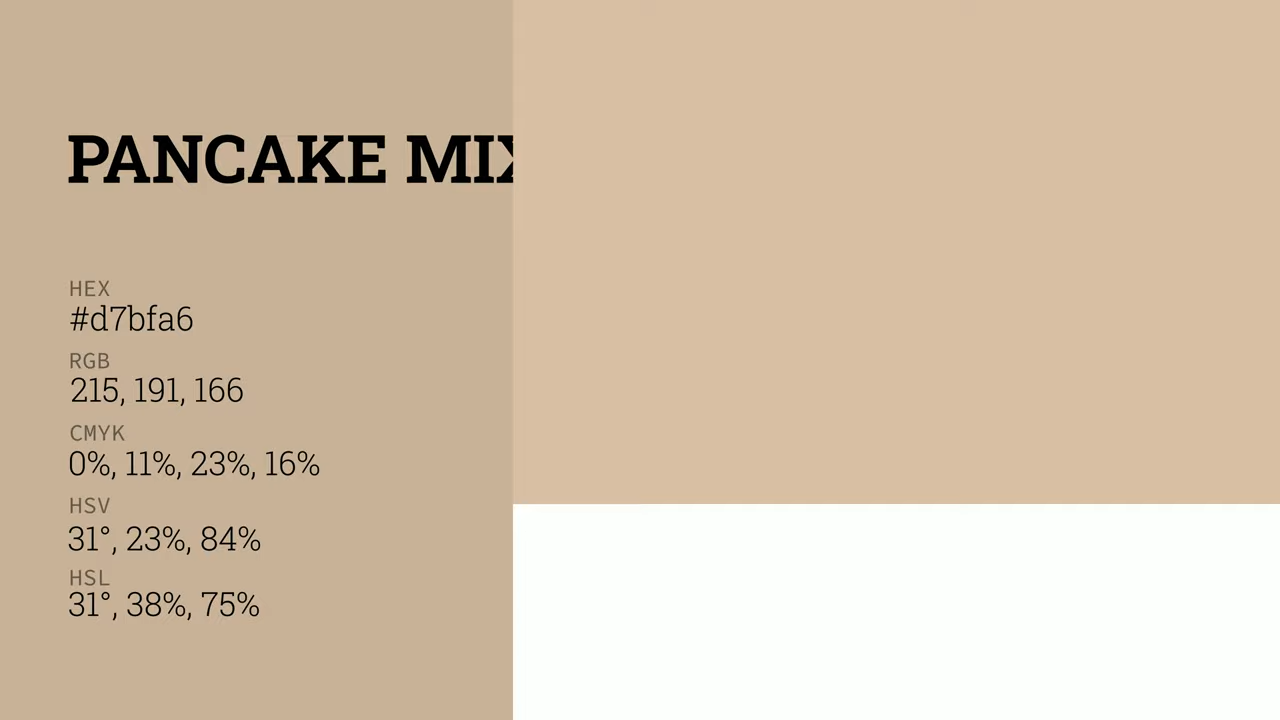 PANCAKE MIX
HEX
#d7bfa6
RGB
215, 191, 166
CMYK
0%, 11%, 23%, 16%
HSV
31°, 23%, 84%
HSL
31°, 38%, 75%